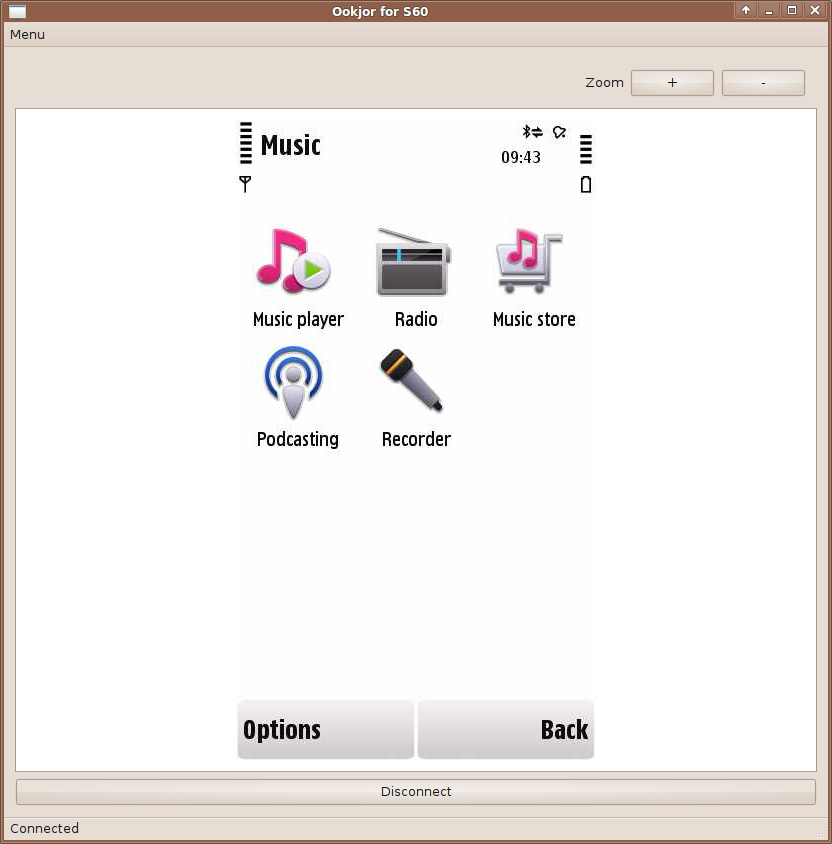 Ookjor for S60
Menu
Zoom + -
Music
09:43
Music player Radio Music store
Podcasting Recorder
Options Back
Disconnect
Connected